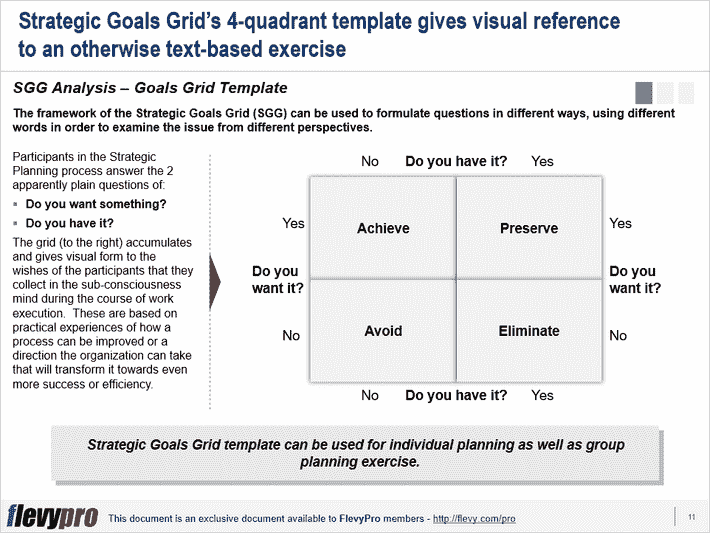 Strategic Goals Grid's 4-quadrant template gives visual reference
to an otherwise text-based exercise
SGG Analysis – Goals Grid Template
The framework of the Strategic Goals Grid (SGG) can be used to formulate questions in different ways, using different
words in order to examine the issue from different perspectives.
Participants in the Strategic
Planning process answer the 2
apparently plain questions of:
▪ Do you want something?
▪ Do you have it?
The grid (to the right) accumulates
and gives visual form to the
wishes of the participants that they
collect in the sub-consciousness
mind during the course of work
execution. These are based on
practical experiences of how a
process can be improved or a
direction the organization can take
that will transform it towards even
more success or efficiency.
No Do you have it? Yes
Yes Achieve Preserve Yes
Do you
want it?
Do you
want it?
No Avoid Eliminate No
No Do you have it? Yes
Strategic Goals Grid template can be used for individual planning as well as group
planning exercise.
flevypro This document is an exclusive document available to FlevyPro members - http://flevy.com/pro 11